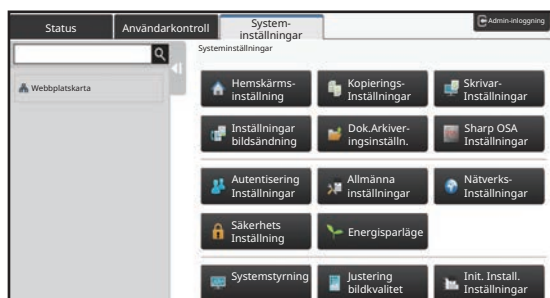 Status
Användarkontroll
System-
inställningar
Admin-inloggning
Systeminställningar
Webbplatskarta
Hemskärms-
inställning
Kopierings-
Inställningar
Skrivar-
Inställningar
Inställningar
bildsändning
Dok.Arkiver-
ingsinställn.
Sharp OSA
Inställningar
Autentisering
Inställningar
Allmänna
inställningar
Nätverks-
Inställningar
Säkerhets
Inställning
Energisparläge
Systemstyrning
Justering
bildkvalitet
Init. Install.
Inställningar